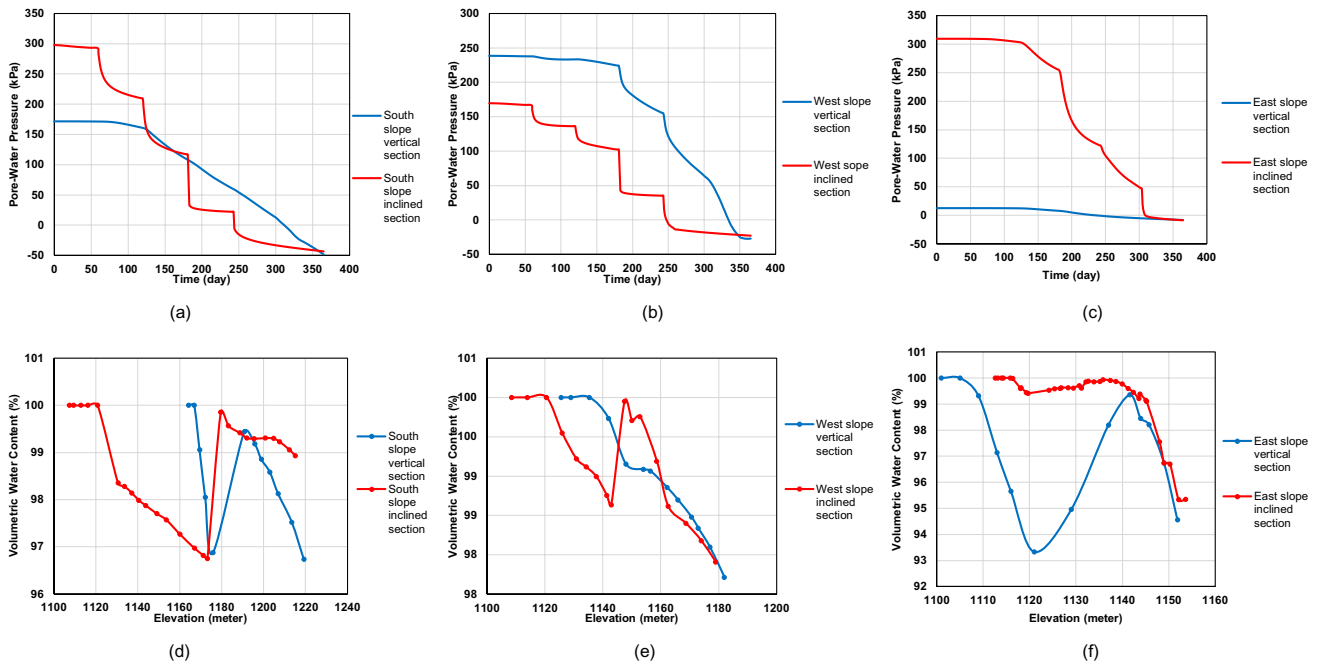 Pore-Water Pressure (kPa)
350
300
250
200
150
100
50
0
-50
0 50 100 150 200 250 300 350 400
Time (day)
South
slope
vertical
section
South
slope
inclined
section
(a)
Pore-Water Pressure (kPa)
300
250
200
150
100
50
0
-50
0 50 100 150 200 250 300 350 400
Time (day)
West slope
vertical
section
West sope
inclined
section
(b)
Pore-Water Pressure (kPa)
350
300
250
200
150
100
50
0
-50
0 50 100 150 200 250 300 350 400
Time (day)
East slope
vertical
section
East slope
inclined
section
(c)
Volumetric Water Content (%)
101
100
99
98
97
96
1100 1120 1140 1160 1180 1200 1220 1240
Elevation (meter)
South
slope
vertical
section
South
slope
inclined
section
(d)
Volumetric Water Content (%)
101
100
100
99
99
98
98
1100 1120 1140 1160 1180 1200
Elevation (meter)
West slope
vertical
section
West slope
inclined
section
(e)
Volumetric Water Content (%)
101
100
99
98
97
96
95
94
93
92
1100 1110 1120 1130 1140 1150 1160
Elevation (meter)
East slope
vertical
section
East slope
inclined
section
(f)